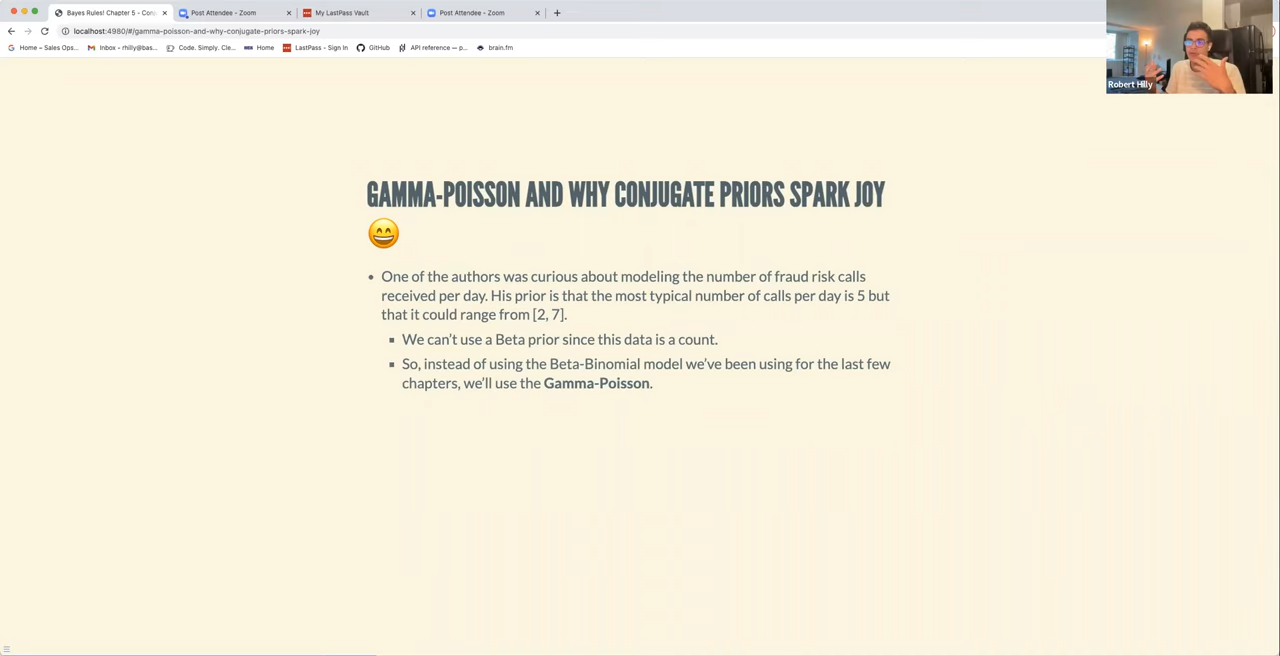 Bayes Rules! Chapter 5 - Con
Post Attendee - Zoom
My LastPass Vault
Post Attendee - Zoom
localhost:4980/#/gamma-poisson-and-why-conjugate-priors-spark-joy
Home – Sales Ops...
Inbox - rhilly@bas...
Code. Simply. Cle...
Home
LastPass - Sign In
GitHub
API reference — p...
brain.fm
Robert Hilly
GAMMA-POISSON AND WHY CONJUGATE PRIORS SPARK JOY
😄
• One of the authors was curious about modeling the number of fraud risk calls
received per day. His prior is that the most typical number of calls per day is 5 but
that it could range from [2, 7].
▪ We can’t use a Beta prior since this data is a count.
▪ So, instead of using the Beta-Binomial model we’ve been using for the last few
chapters, we’ll use the Gamma-Poisson.